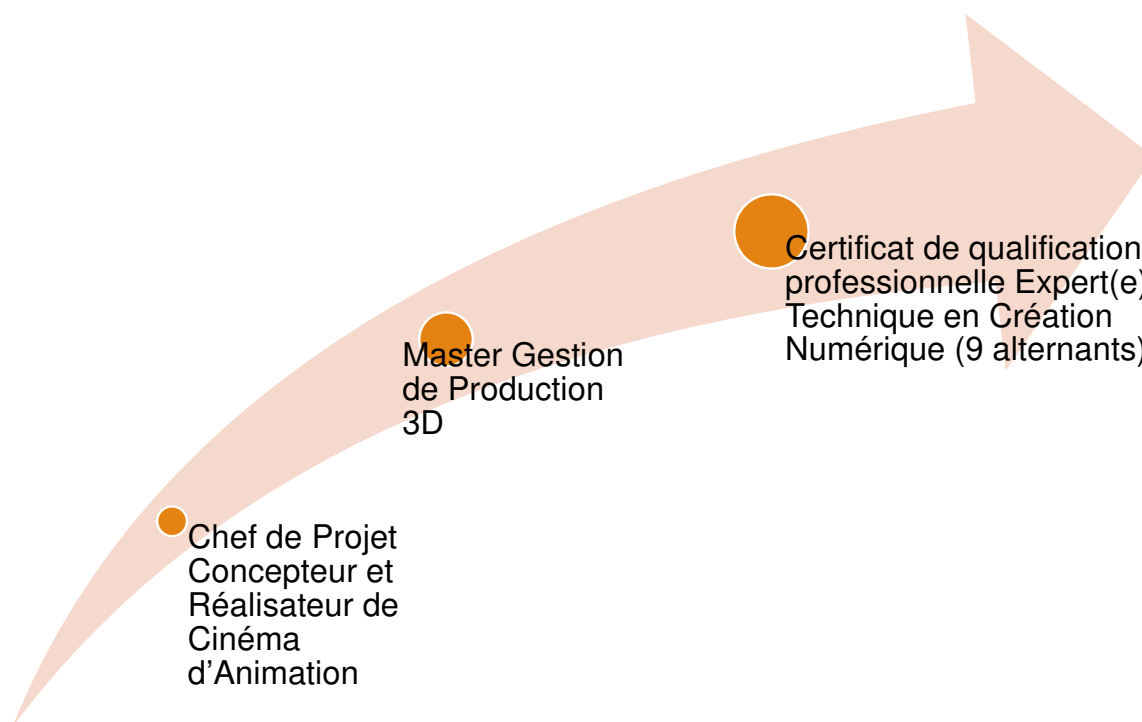 Certificat de qualification
professionnelle Expert(e)
Technique en Création
Numérique (9 alternants)
Master Gestion
de Production
3D
Chef de Projet
Concepteur et
Réalisateur de
Cinéma
d’Animation